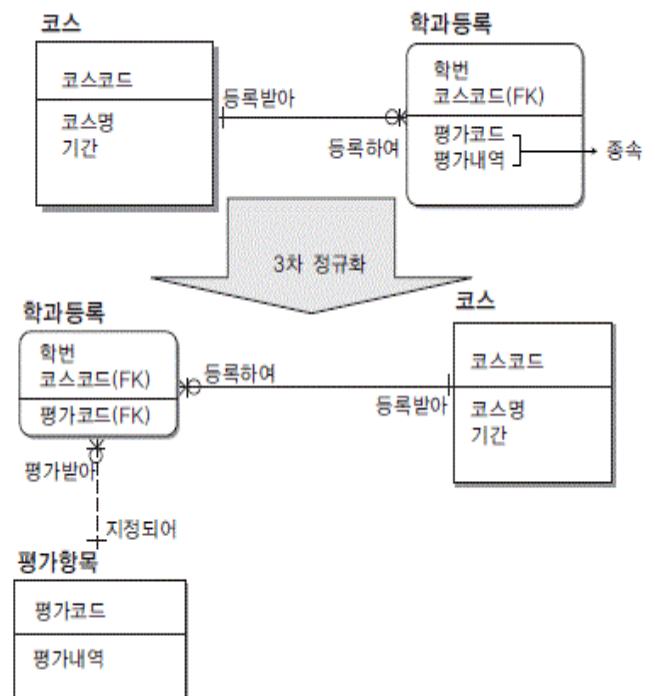 코스
학과등록
코스코드
코스명
기간
등록받아
등록하여
학번
코스코드(FK)
평가코드
평가내역
종속
3차 정규화
학과등록
학번
코스코드(FK)
평가코드(FK)
등록하여
등록받아
코스
코스코드
코스명
기간
평가받아
지정되어
평가항목
평가코드
평가내역